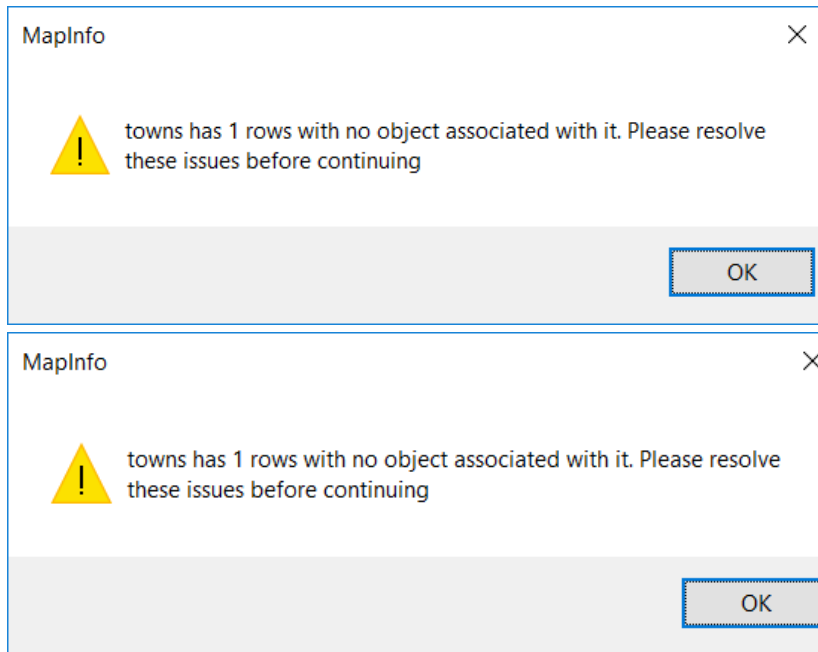 MapInfo
towns has 1 rows with no object associated with it. Please resolve
these issues before continuing
OK
MapInfo
towns has 1 rows with no object associated with it. Please resolve
these issues before continuing
OK